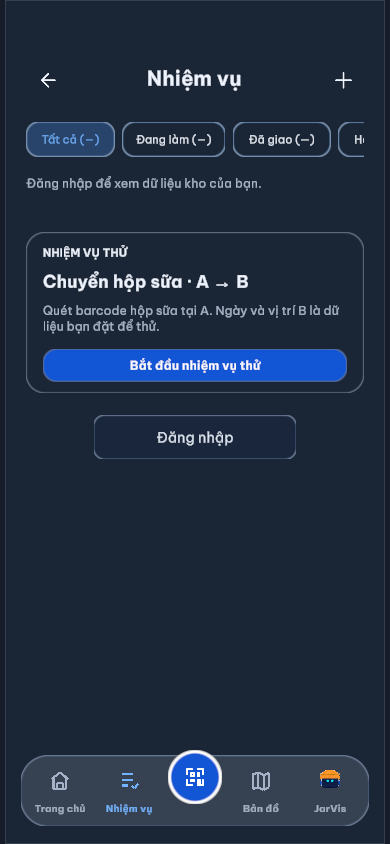 Nhiệm vụ
Tất cả (—)
Đang làm (—)
Đã giao (—)
Đăng nhập để xem dữ liệu kho của bạn.
NHIỆM VỤ THỬ
Chuyển hộp sữa · A → B
Quét barcode hộp sữa tại A. Ngày và vị trí B là dữ
liệu bạn đặt để thử.
Bắt đầu nhiệm vụ thử
Đăng nhập
Trang chủ
Nhiệm vụ
Bản đồ
JarVis